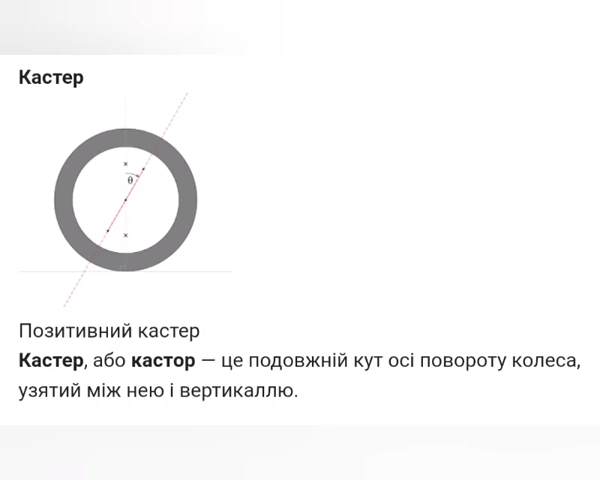 Кастер
θ
Позитивний кастер
Кастер, або кастор — це подовжній кут осі повороту колеса,
узятий між нею і вертикаллю.